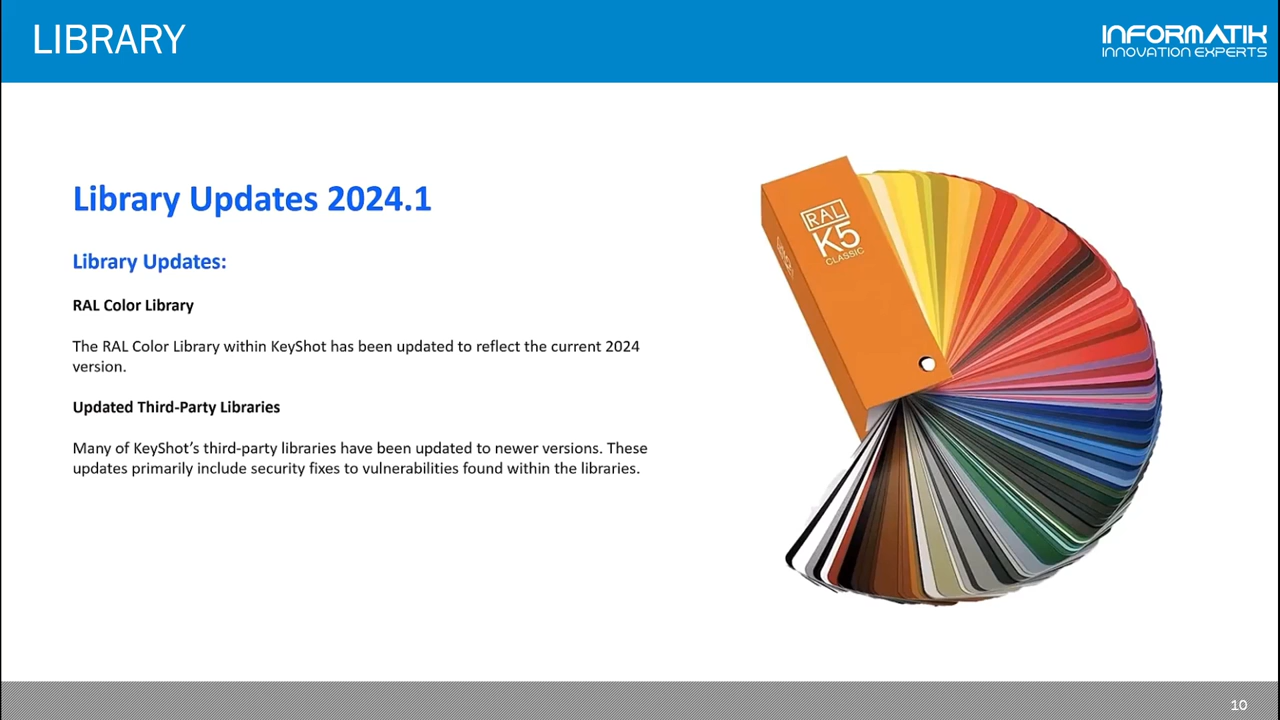 LIBRARY
INFORMATIK
INNOVATION EXPERTS
Library Updates 2024.1
Library Updates:
RAL Color Library
The RAL Color Library within KeyShot has been updated to reflect the current 2024
version.
Updated Third-Party Libraries
Many of KeyShot’s third-party libraries have been updated to newer versions. These
updates primarily include security fixes to vulnerabilities found within the libraries.
RAL
K5
CLASSIC
10